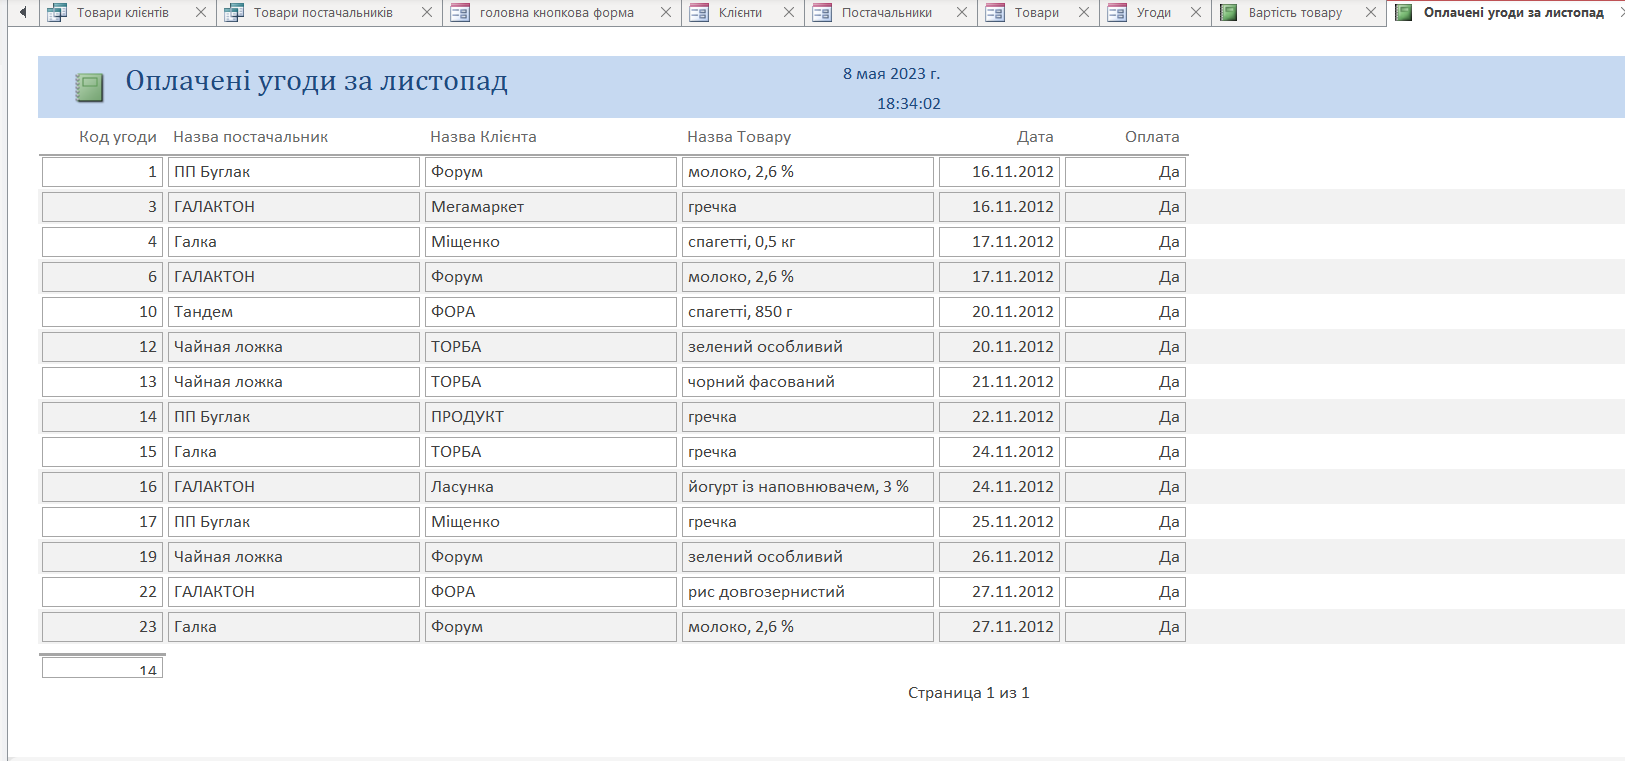 Товари клієнтів Товари постачальників головна кнопкова форма Клієнти Постачальники Товари Угоди Вартість товару Оплачені угоди за листопад
Оплачені угоди за листопад 8 мая 2023 г.
18:34:02
Код угоди Назва постачальник Назва Клієнта Назва Товару Дата Оплата
1 ПП Буглак Форум молоко, 2,6 % 16.11.2012 Да
3 ГАЛАКТОН Мегамаркет гречка 16.11.2012 Да
4 Галка Міщенко спагетті, 0,5 кг 17.11.2012 Да
6 ГАЛАКТОН Форум молоко, 2,6 % 17.11.2012 Да
10 Тандем ФОРА спагетті, 850 г 20.11.2012 Да
12 Чайная ложка ТОРБА зелений особливий 20.11.2012 Да
13 Чайная ложка ТОРБА чорний фасований 21.11.2012 Да
14 ПП Буглак ПРОДУКТ гречка 22.11.2012 Да
15 Галка ТОРБА гречка 24.11.2012 Да
16 ГАЛАКТОН Ласунка йогурт із наповнювачем, 3 % 24.11.2012 Да
17 ПП Буглак Міщенко гречка 25.11.2012 Да
19 Чайная ложка Форум зелений особливий 26.11.2012 Да
22 ГАЛАКТОН ФОРА рис довгозернистий 27.11.2012 Да
23 Галка Форум молоко, 2,6 % 27.11.2012 Да
14
Страница 1 из 1